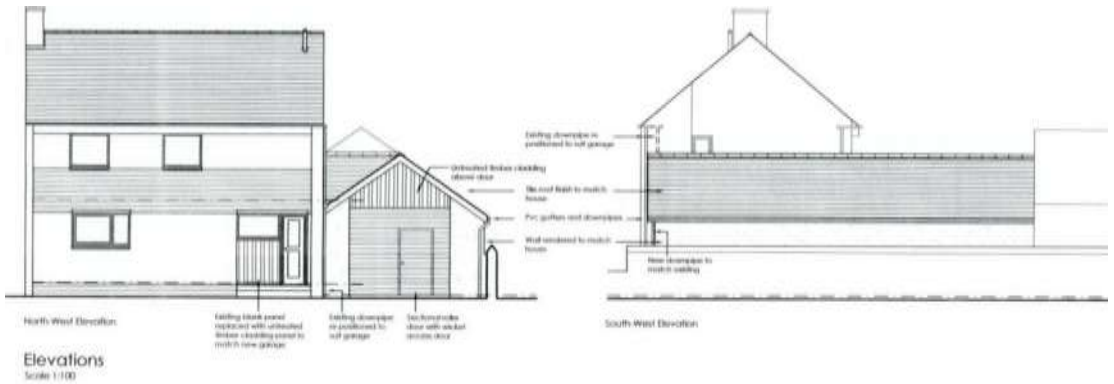 Existing downpipe re
positioned to suit garage
Untreated timber cladding
above door
Tile roof finish to match
house
Pvc gutters and downpipes
Wall rendered to match
house
New downpipe to
match existing
North-West Elevation
Existing blank panel
replaced with untreated
timber cladding panel to
match new garage
Existing downpipe
re positioned to
suit garage
Sectional roller
door with wicket
access door
South-West Elevation
Elevations
Scale 1:100